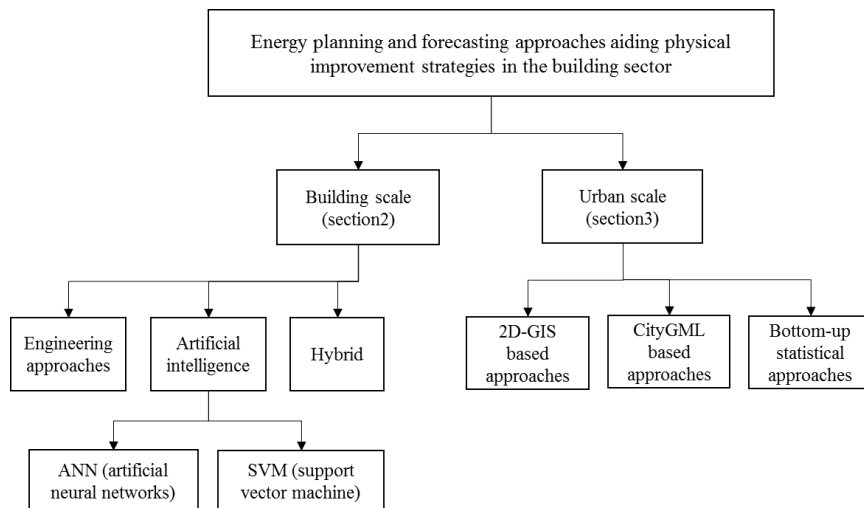 Energy planning and forecasting approaches aiding physical
improvement strategies in the building sector
Building scale
(section2)
Urban scale
(section3)
Engineering
approaches
Artificial
intelligence
Hybrid
2D-GIS
based
approaches
CityGML
based
approaches
Bottom-up
statistical
approaches
ANN (artificial
neural networks)
SVM (support
vector machine)